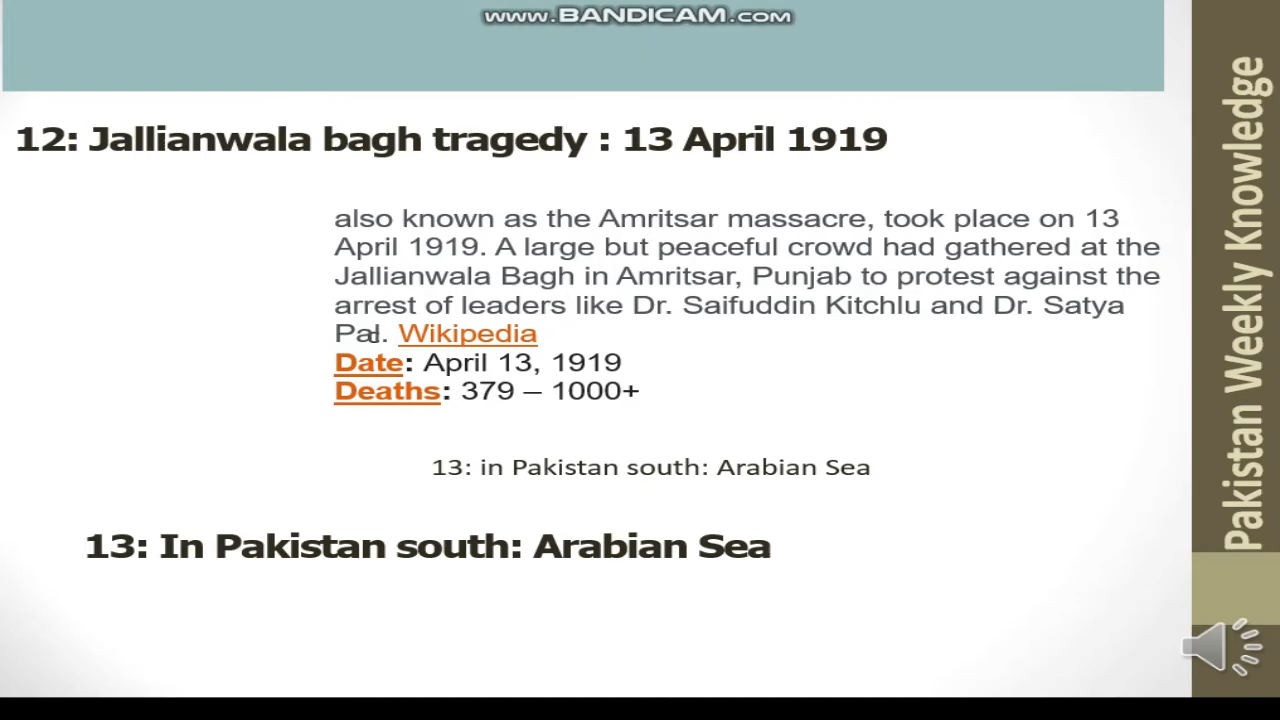 www.BANDICAM.com
12: Jallianwala bagh tragedy : 13 April 1919
also known as the Amritsar massacre, took place on 13
April 1919. A large but peaceful crowd had gathered at the
Jallianwala Bagh in Amritsar, Punjab to protest against the
arrest of leaders like Dr. Saifuddin Kitchlu and Dr. Satya
Pal. Wikipedia
Date: April 13, 1919
Deaths: 379 – 1000+
13: in Pakistan south: Arabian Sea
13: In Pakistan south: Arabian Sea
Pakistan Weekly Knowledge